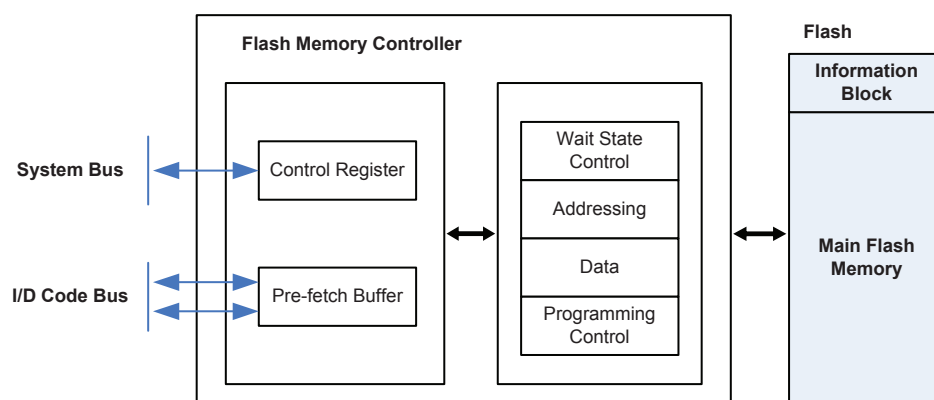 Flash Memory Controller
Flash
Information
Block
System Bus
Control Register
Wait State
Control
Addressing
Data
Programming
Control
I/D Code Bus
Pre-fetch Buffer
Main Flash
Memory